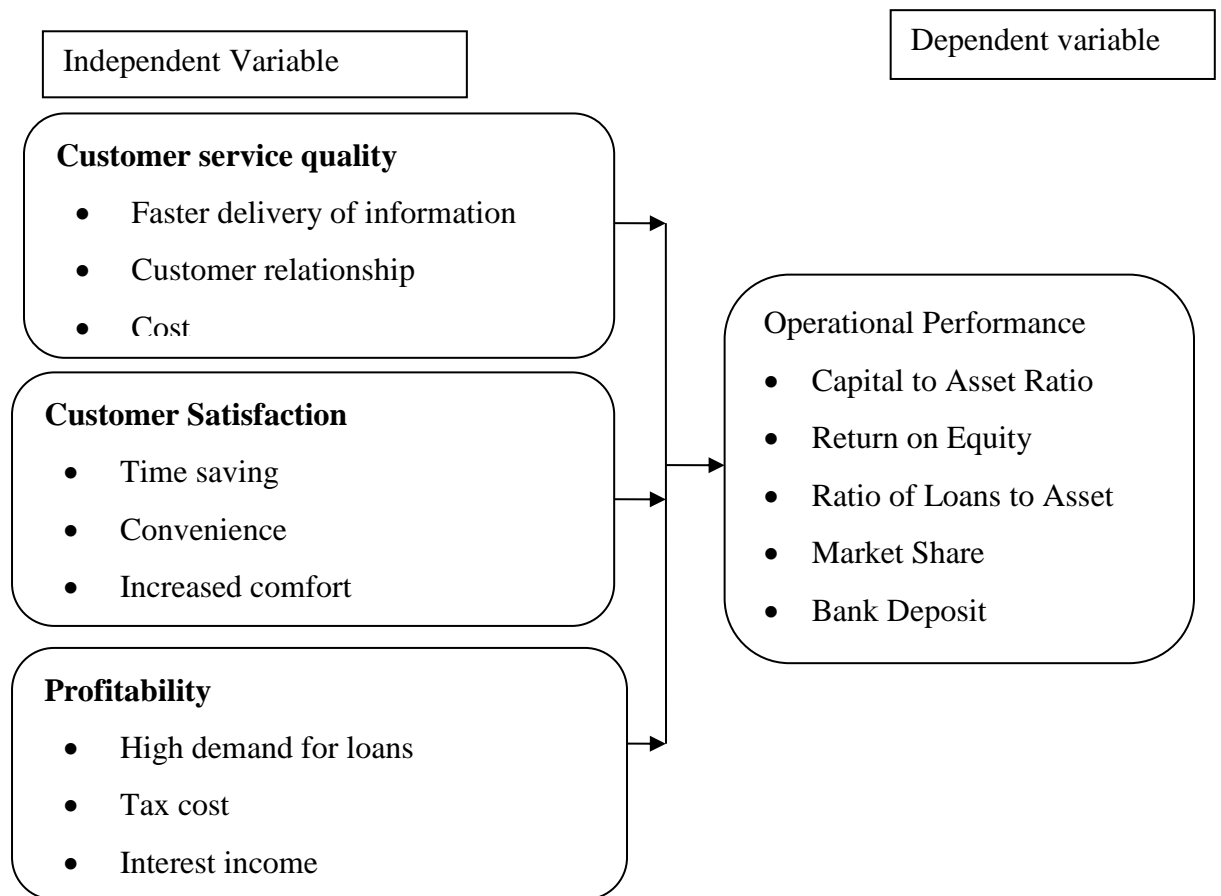 Independent Variable
Dependent variable
Customer service quality
• Faster delivery of information
• Customer relationship
• Cost
Customer Satisfaction
• Time saving
• Convenience
• Increased comfort
Profitability
• High demand for loans
• Tax cost
• Interest income
Operational Performance
• Capital to Asset Ratio
• Return on Equity
• Ratio of Loans to Asset
• Market Share
• Bank Deposit